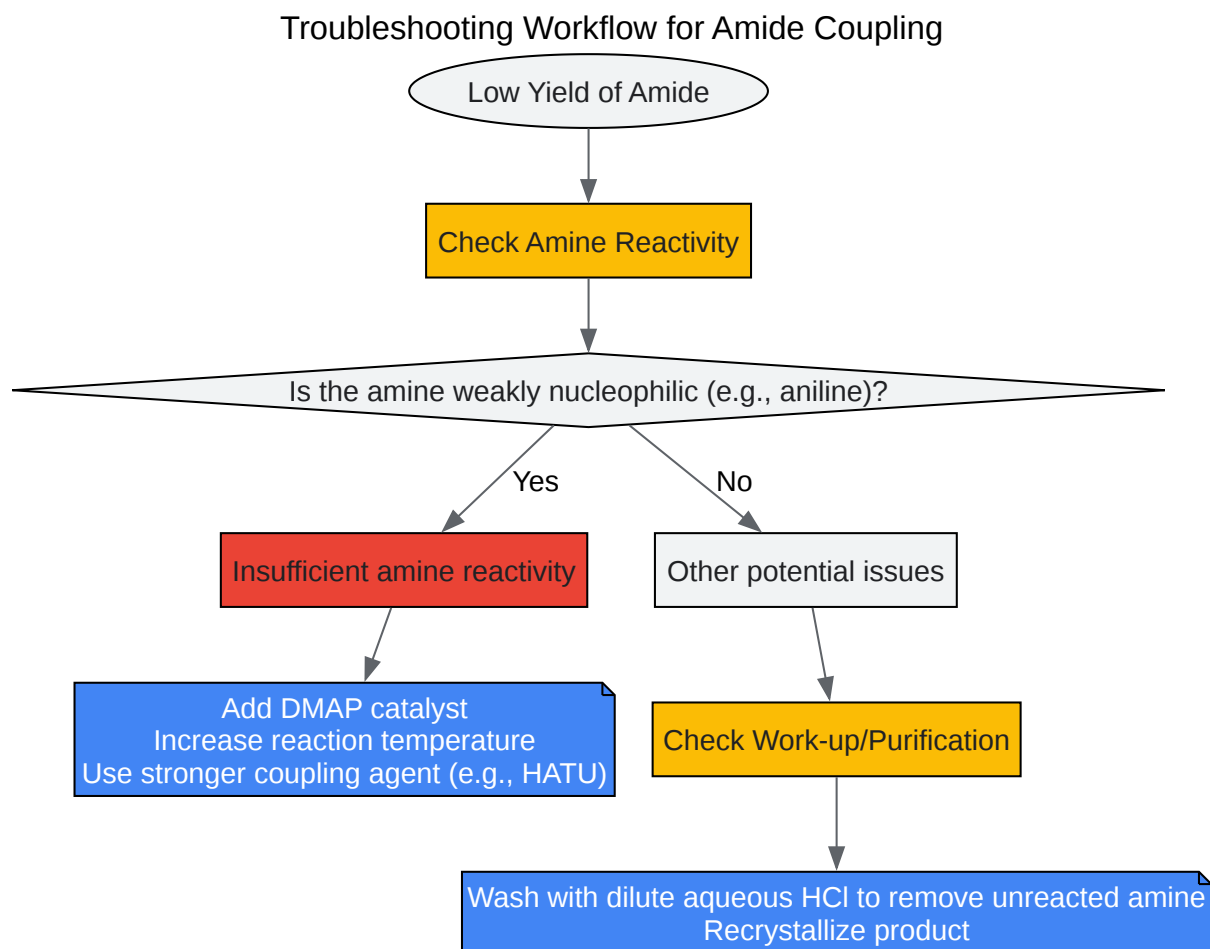 Troubleshooting Workflow for Amide Coupling
Low Yield of Amide
Check Amine Reactivity
Is the amine weakly nucleophilic (e.g., aniline)?
Yes
No
Insufficient amine reactivity
Other potential issues
Add DMAP catalyst
Increase reaction temperature
Use stronger coupling agent (e.g., HATU)
Check Work-up/Purification
Wash with dilute aqueous HCl to remove unreacted amine
Recrystallize product